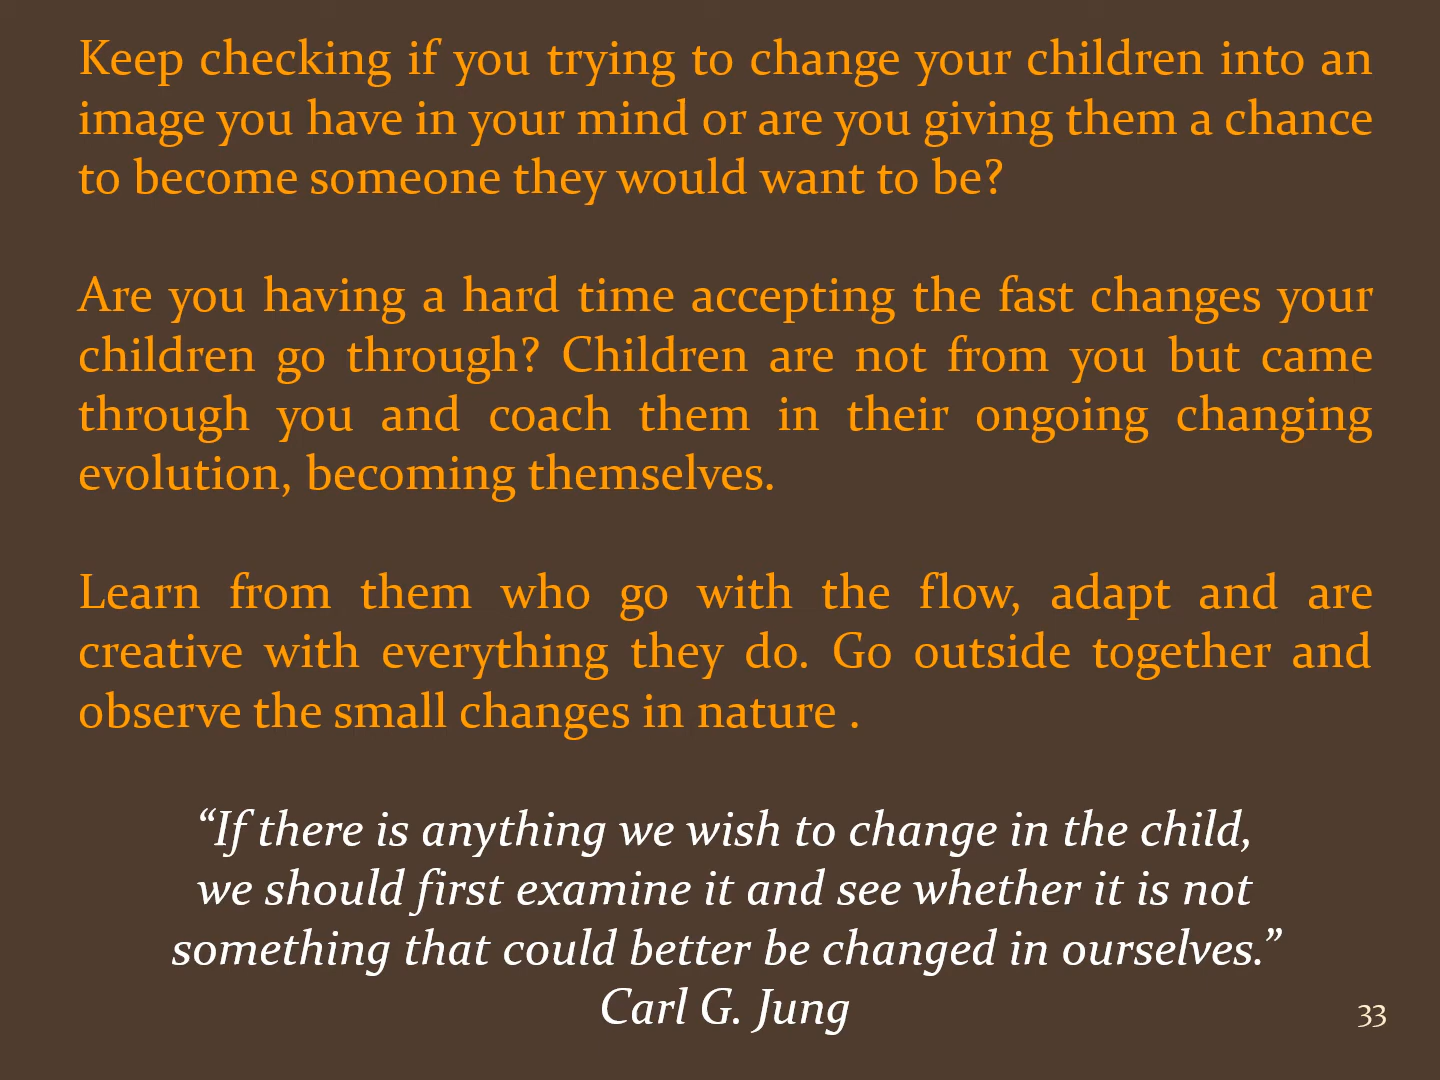 Keep checking if you trying to change your children into an
image you have in your mind or are you giving them a chance
to become someone they would want to be?
Are you having a hard time accepting the fast changes your
children go through? Children are not from you but came
through you and coach them in their ongoing changing
evolution, becoming themselves.
Learn from them who go with the flow, adapt and are
creative with everything they do. Go outside together and
observe the small changes in nature .
“If there is anything we wish to change in the child,
we should first examine it and see whether it is not
something that could better be changed in ourselves.”
Carl G. Jung
33